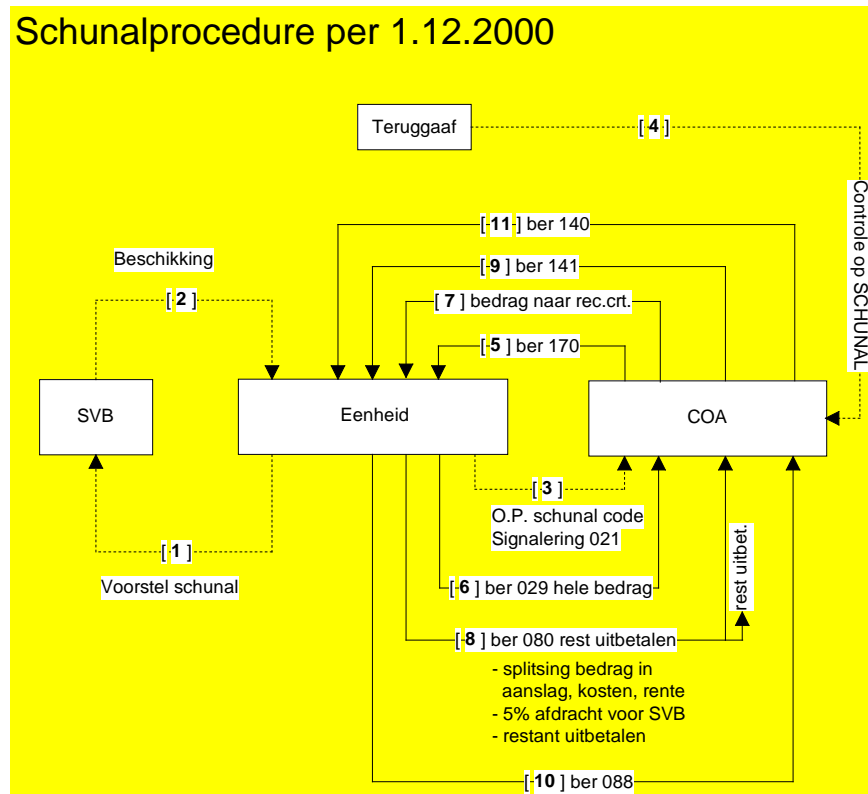 Schunalprocedure per 1.12.2000
Teruggaaf
[ 4 ]
Controle op SCHUNAL
[ 11 ] ber 140
Beschikking
[ 9 ] ber 141
[ 2 ]
[ 7 ] bedrag naar rec.crt.
[ 5 ] ber 170
SVB
Eenheid
COA
[ 3 ]
O.P. schunal code
Signalering 021
[ 1 ]
Voorstel schunal
[ 6 ] ber 029 hele bedrag
rest uitbet.
[ 8 ] ber 080 rest uitbetalen
- splitsing bedrag in
aanslag, kosten, rente
- 5% afdracht voor SVB
- restant uitbetalen
[ 10 ] ber 088